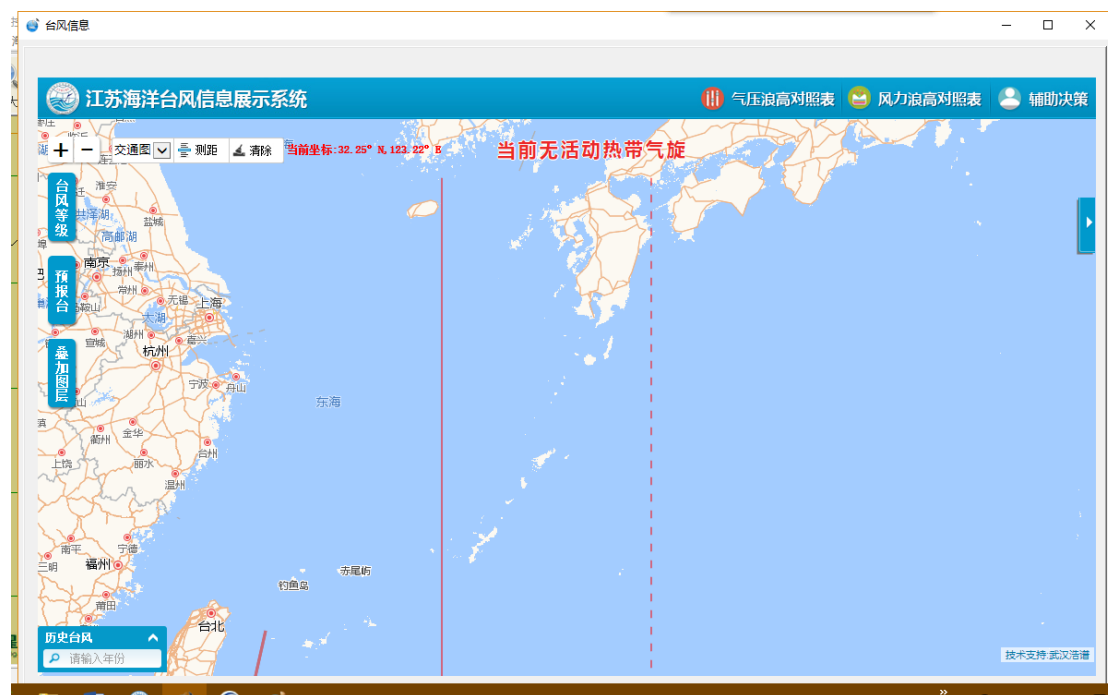 台风信息
江苏海洋台风信息展示系统
气压浪高对照表
风力浪高对照表
辅助决策
交通图
测距
清除
当前坐标:32.25° N,123.22° E
当前无活动热带气旋
台风等级
淮安
盐城
高邮湖
南京
扬州
泰州
预报台
常州
无锡
上海
马鞍山
太湖
湖州
嘉兴
宣城
杭州
叠加图层
宁波
舟山
东海
衢州
金华
台州
上饶
丽水
温州
南平
宁德
三明
福州
赤尾屿
钓鱼岛
莆田
台北
历史台风
请输入年份
技术支持:武汉浩谱